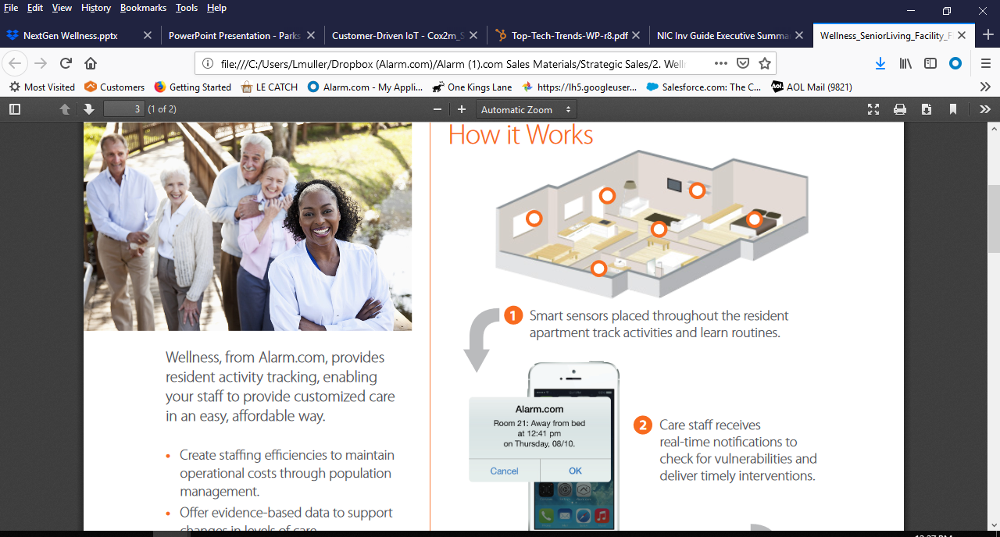 File Edit View History Bookmarks Tools Help
NextGen Wellness.pptx
PowerPoint Presentation - Parks
Customer-Driven IoT - Cox2m_S
Top-Tech-Trends-WP-r8.pdf
NIC Inv Guide Executive Summa
Wellness_SeniorLiving_Facility_F
file:///C:/Users/Lmuller/Dropbox (Alarm.com)/Alarm (1).com Sales Materials/Strategic Sales/2. Well
Most Visited Customers Getting Started LE CATCH Alarm.com - My Appli... One Kings Lane https://lh5.googleuser... Salesforce.com: The C... AOL Mail (9821)
3 (1 of 2) Automatic Zoom
How it Works
1 Smart sensors placed throughout the resident
apartment track activities and learn routines.
Wellness, from Alarm.com, provides
resident activity tracking, enabling
your staff to provide customized care
in an easy, affordable way.
• Create staffing efficiencies to maintain
operational costs through population
management.
• Offer evidence-based data to support
changes in levels of care
Alarm.com
Room 21: Away from bed
at 12:41 pm
on Thursday, 08/10.
Cancel OK
2 Care staff receives
real-time notifications to
check for vulnerabilities and
deliver timely interventions.